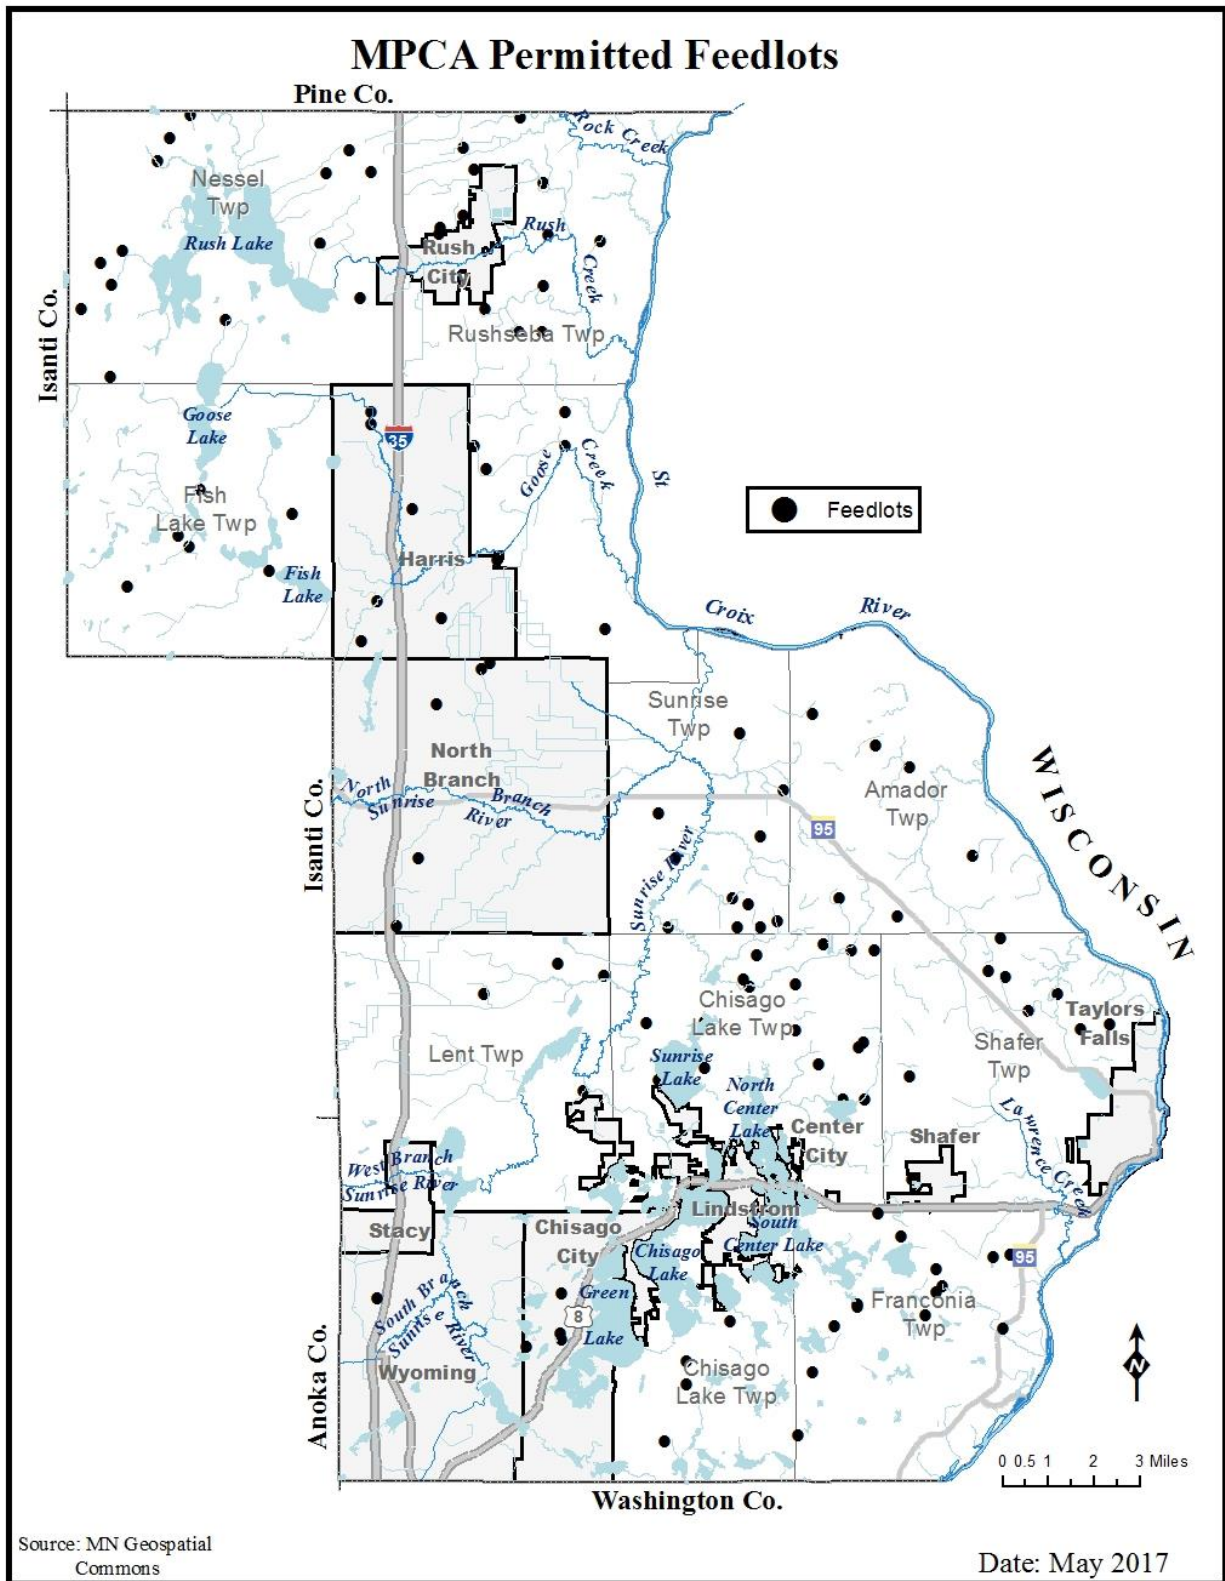 MPCA Permitted Feedlots
Pine Co.
Rock Creek
Nessel
Twp
Rush Lake
Rush
Creek
Rush
City
Isanti Co.
Rushseba Twp
Goose
Lake
35
Goose
Creek
St
Fish
Lake Twp
Feedlots
Harris
Fish
Lake
Croix
River
Sunrise
Twp
WISCONSIN
North
Branch
Amador
Twp
North
Branch
Sunrise
River
Isanti Co.
95
Sunrise River
Chisago
Lake Twp
Taylors
Falls
Shafer
Twp
Lent Twp
Sunrise
Lake
North
Center
Lake
Center
City
Shafer
Lawrence Creek
West Branch
Sunrise River
Lindstrom
Stacy
Chisago
City
South
Center Lake
Chisago
Lake
95
South Branch
Sunrise River
Green
Lake
8
Franconia
Twp
Anoka Co.
Wyoming
Chisago
Lake Twp
N
0 0.5 1 2 3 Miles
Washington Co.
Source: MN Geospatial
Commons
Date: May 2017